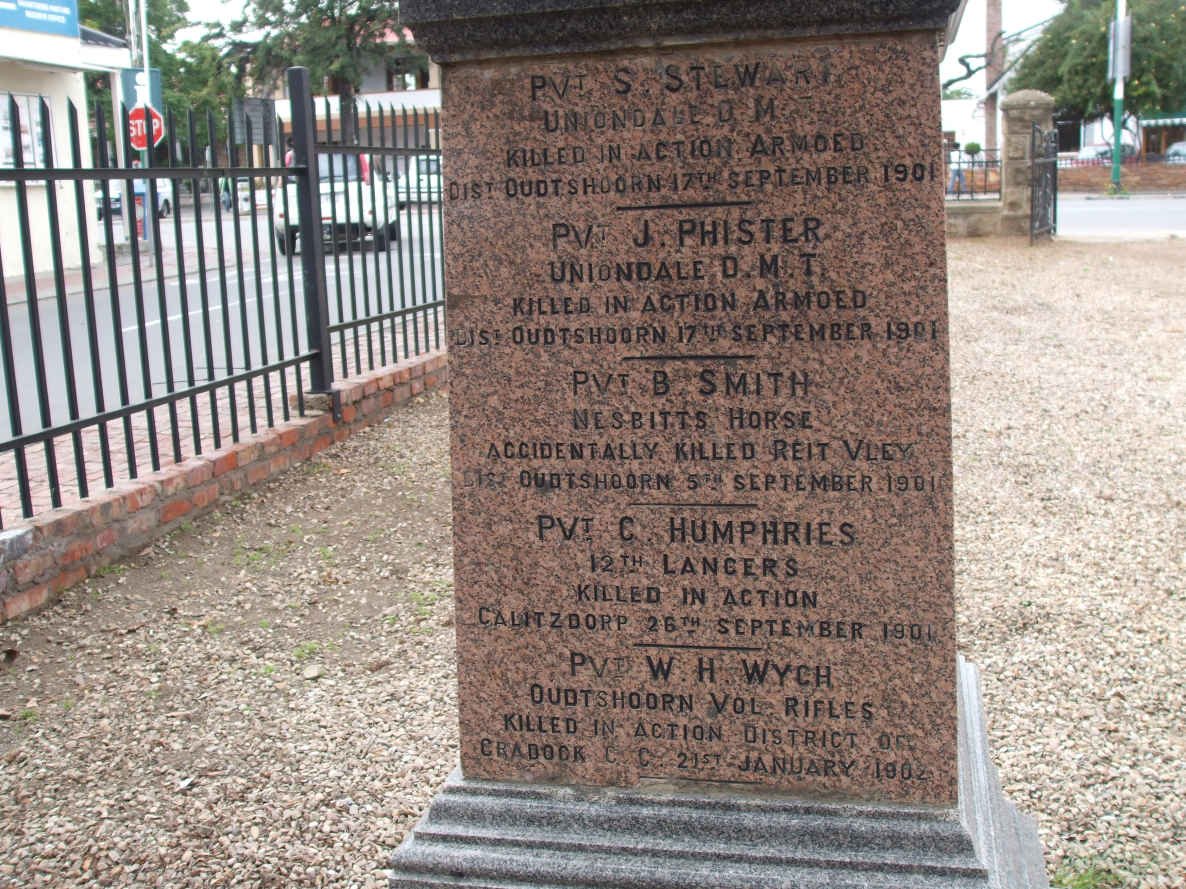 STOP
PVT S. STEWART
UNIONDALE D.M.T.
KILLED IN ACTION ARMOED
DIST OUDTSHOORN 17TH SEPTEMBER 1901
PVT J. PHISTER
UNIONDALE D.M.T.
KILLED IN ACTION ARMOED
DIST OUDTSHOORN 17TH SEPTEMBER 1901
PVT B. SMITH
NESBITTS HORSE
ACCIDENTALLY KILLED REIT VLEY
DIST OUDTSHOORN 5TH SEPTEMBER 1901
PVT C. HUMPHRIES
12TH LANCERS
KILLED IN ACTION
CALITZDORP 26TH SEPTEMBER 1901
PVT W H WYCH
OUDTSHOORN VOL RIFLES
KILLED IN ACTION DISTRICT OF
CRADOCK C.C. 21ST JANUARY 1902